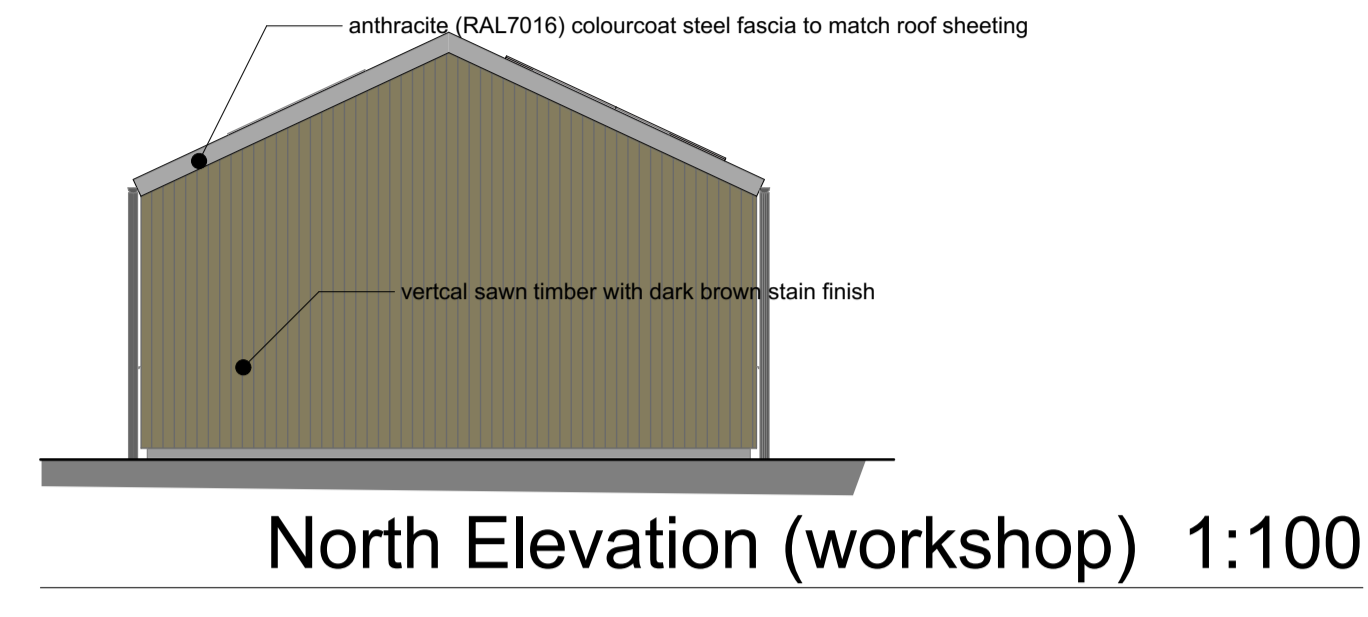 anthracite (RAL7016) colourcoat steel fascia to match roof sheeting
vertcal sawn timber with dark brown stain finish
North Elevation (workshop) 1:100